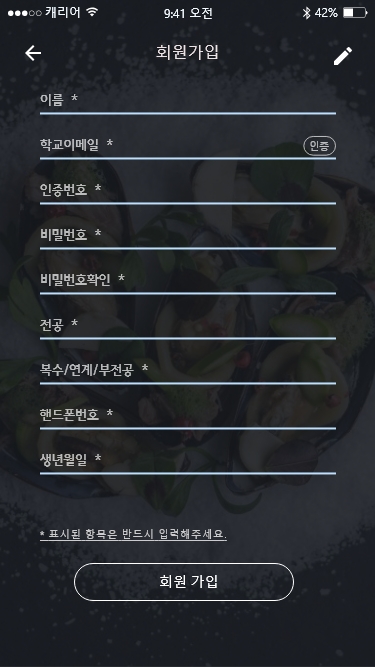 캐리어 9:41 오전 42%
회원가입
이름 *
학교이메일 * 인증
인증번호 *
비밀번호 *
비밀번호확인 *
전공 *
복수/연계/부전공 *
핸드폰번호 *
생년월일 *
* 표시된 항목은 반드시 입력해주세요.
회원 가입